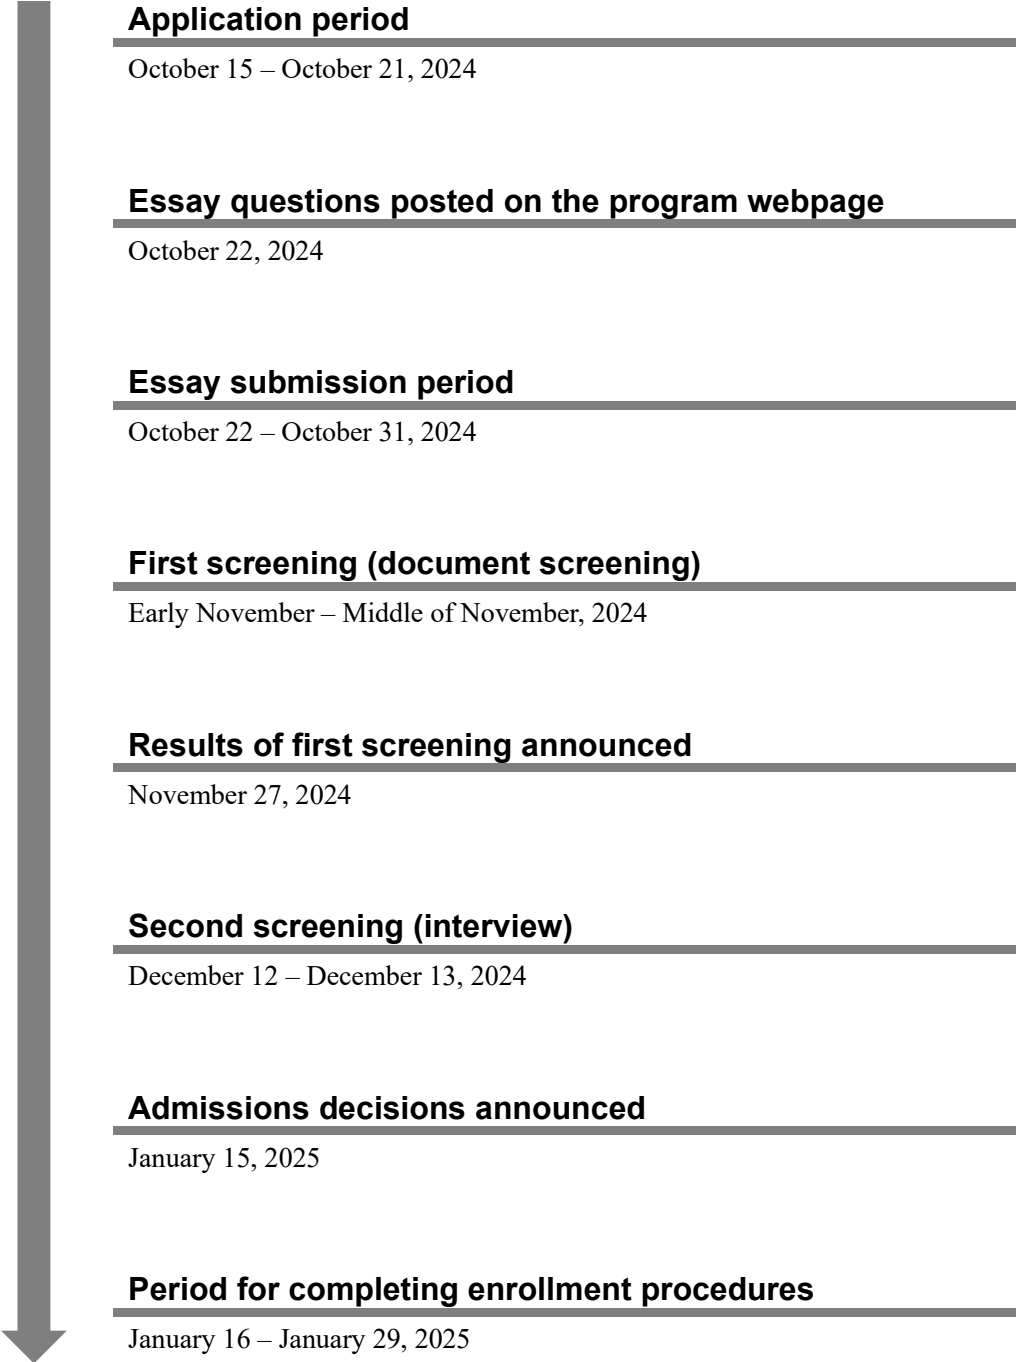 Application period
October 15 – October 21, 2024
Essay questions posted on the program webpage
October 22, 2024
Essay submission period
October 22 – October 31, 2024
First screening (document screening)
Early November – Middle of November, 2024
Results of first screening announced
November 27, 2024
Second screening (interview)
December 12 – December 13, 2024
Admissions decisions announced
January 15, 2025
Period for completing enrollment procedures
January 16 – January 29, 2025